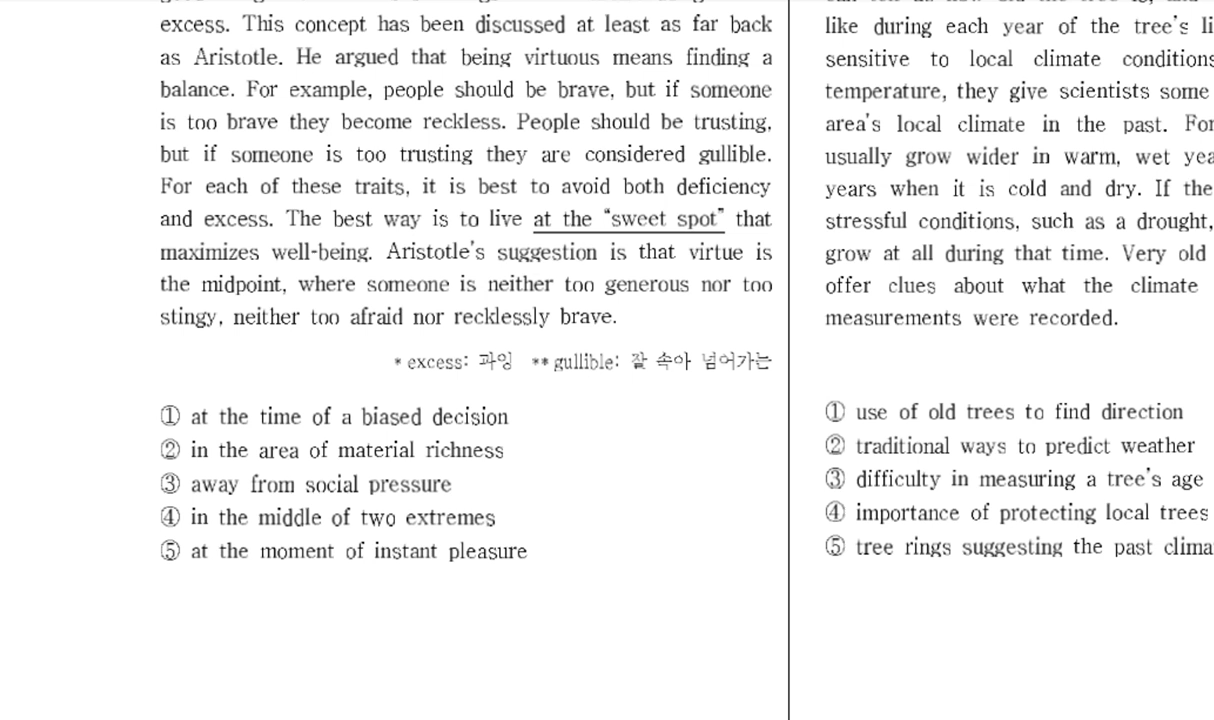 excess. This concept has been discussed at least as far back
as Aristotle. He argued that being virtuous means finding a
balance. For example, people should be brave, but if someone
is too brave they become reckless. People should be trusting,
but if someone is too trusting they are considered gullible.
For each of these traits, it is best to avoid both deficiency
and excess. The best way is to live at the “sweet spot” that
maximizes well-being. Aristotle's suggestion is that virtue is
the midpoint, where someone is neither too generous nor too
stingy, neither too afraid nor recklessly brave.
* excess: 과잉 ** gullible: 잘 속아 넘어가는
① at the time of a biased decision
② in the area of material richness
③ away from social pressure
④ in the middle of two extremes
⑤ at the moment of instant pleasure
like during each year of the tree's
sensitive to local climate conditions
temperature, they give scientists some
area's local climate in the past. For
usually grow wider in warm, wet
years when it is cold and dry. If the
stressful conditions, such as a drought,
grow at all during that time. Very old
offer clues about what the climate
measurements were recorded.
① use of old trees to find direction
② traditional ways to predict weather
③ difficulty in measuring a tree's age
④ importance of protecting local trees
⑤ tree rings suggesting the past